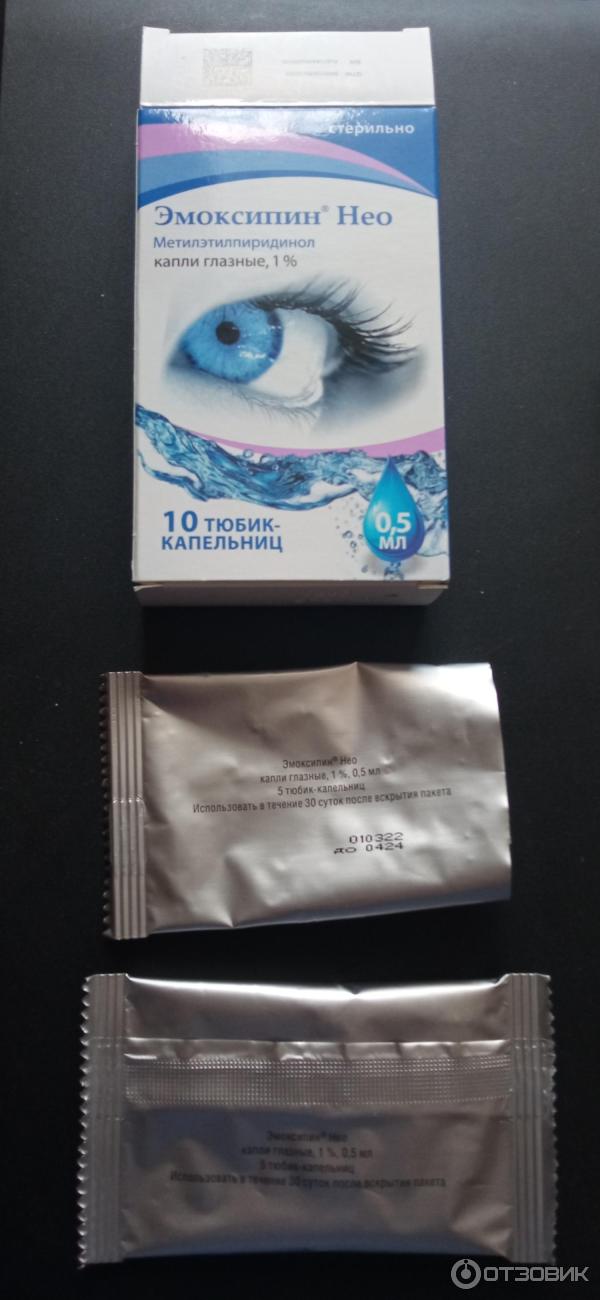 стерильно
Эмоксипин® Нео
Метилэтилпиридинол
капли глазные, 1 %
10 ТЮБИК-
КАПЕЛЬНИЦ
0,5
МЛ
Эмоксипин® Нео
капли глазные, 1 %, 0,5 мл
5 тюбик-капельниц
Использовать в течение 30 суток после вскрытия пакета
010322
до 0424
Эмоксипин® Нео
капли глазные, 1 %, 0,5 мл
5 тюбик-капельниц
Использовать в течение 30 суток после вскрытия пакета
ОТЗОВИК